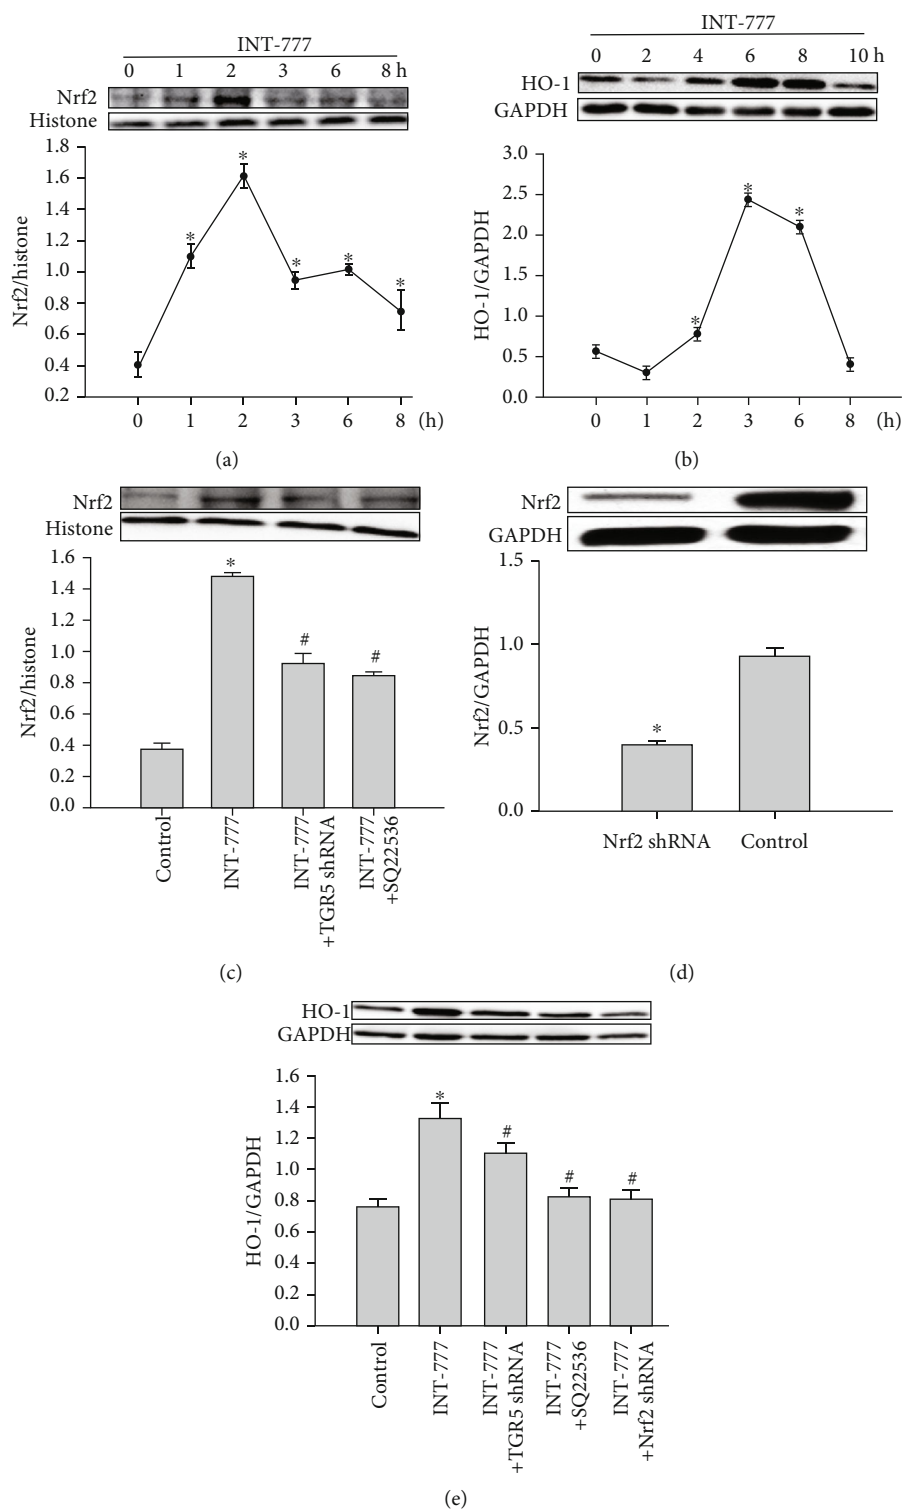 INT-777
0 1 2 3 6 8 h
Nrf2
Histone
1.8
1.6
1.4
1.2
1.0
0.8
0.6
0.4
0.2
Nrf2/histone
* * * * *
0 1 2 3 6 8 (h)
(a)
INT-777
0 2 4 6 8 10 h
HO-1
GAPDH
3.0
2.5
2.0
1.5
1.0
0.5
0.0
HO-1/GAPDH
* * *
0 1 2 3 6 8 (h)
(b)
Nrf2
Histone
1.6
1.4
1.2
1.0
0.8
0.6
0.4
0.2
0.0
Nrf2/histone
* # #
Control
INT-777
INT-777
+TGR5 shRNA
INT-777
+SQ22536
(c)
Nrf2
GAPDH
1.5
1.0
0.5
0.0
Nrf2/GAPDH
*
Nrf2 shRNA Control
(d)
HO-1
GAPDH
1.6
1.4
1.2
1.0
0.8
0.6
0.4
0.2
0.0
HO-1/GAPDH
* # # #
Control
INT-777
INT-777
+TGR5 shRNA
INT-777
+SQ22536
INT-777
+Nrf2 shRNA
(e)